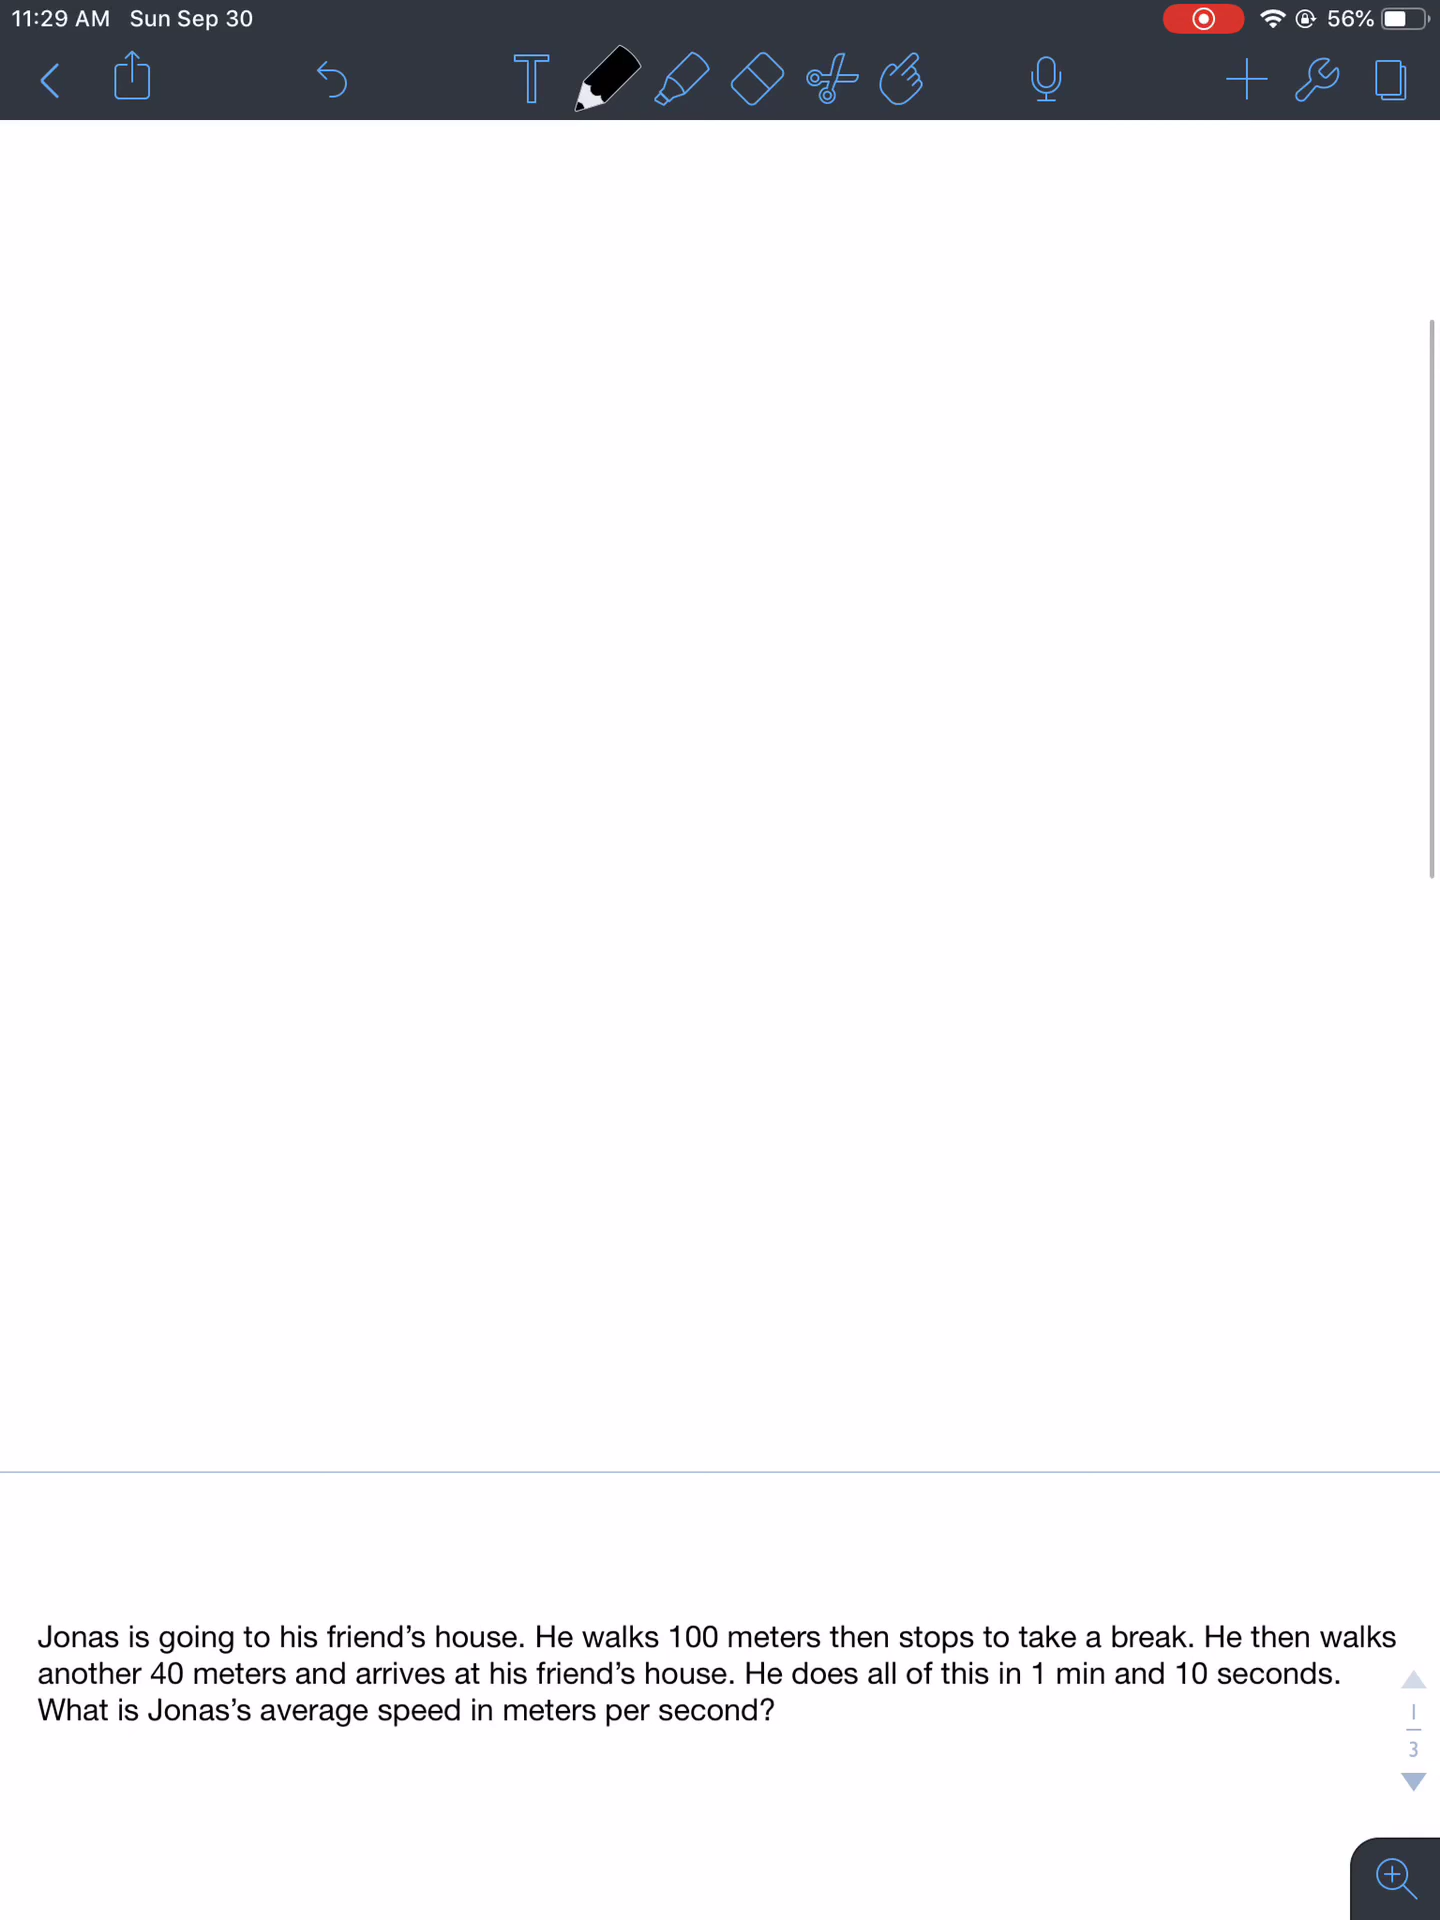 11:29 AM Sun Sep 30 56%
T
Jonas is going to his friend’s house. He walks 100 meters then stops to take a break. He then walks
another 40 meters and arrives at his friend’s house. He does all of this in 1 min and 10 seconds.
What is Jonas’s average speed in meters per second?
1
3